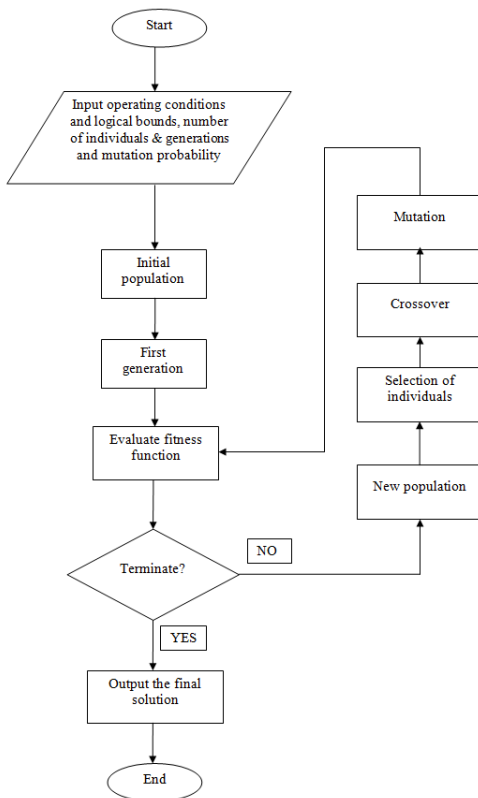 Start
Input operating conditions
and logical bounds, number
of individuals & generations
and mutation probability
Initial
population
First
generation
Evaluate fitness
function
Terminate?
NO
YES
Output the final
solution
End
Mutation
Crossover
Selection of
individuals
New population